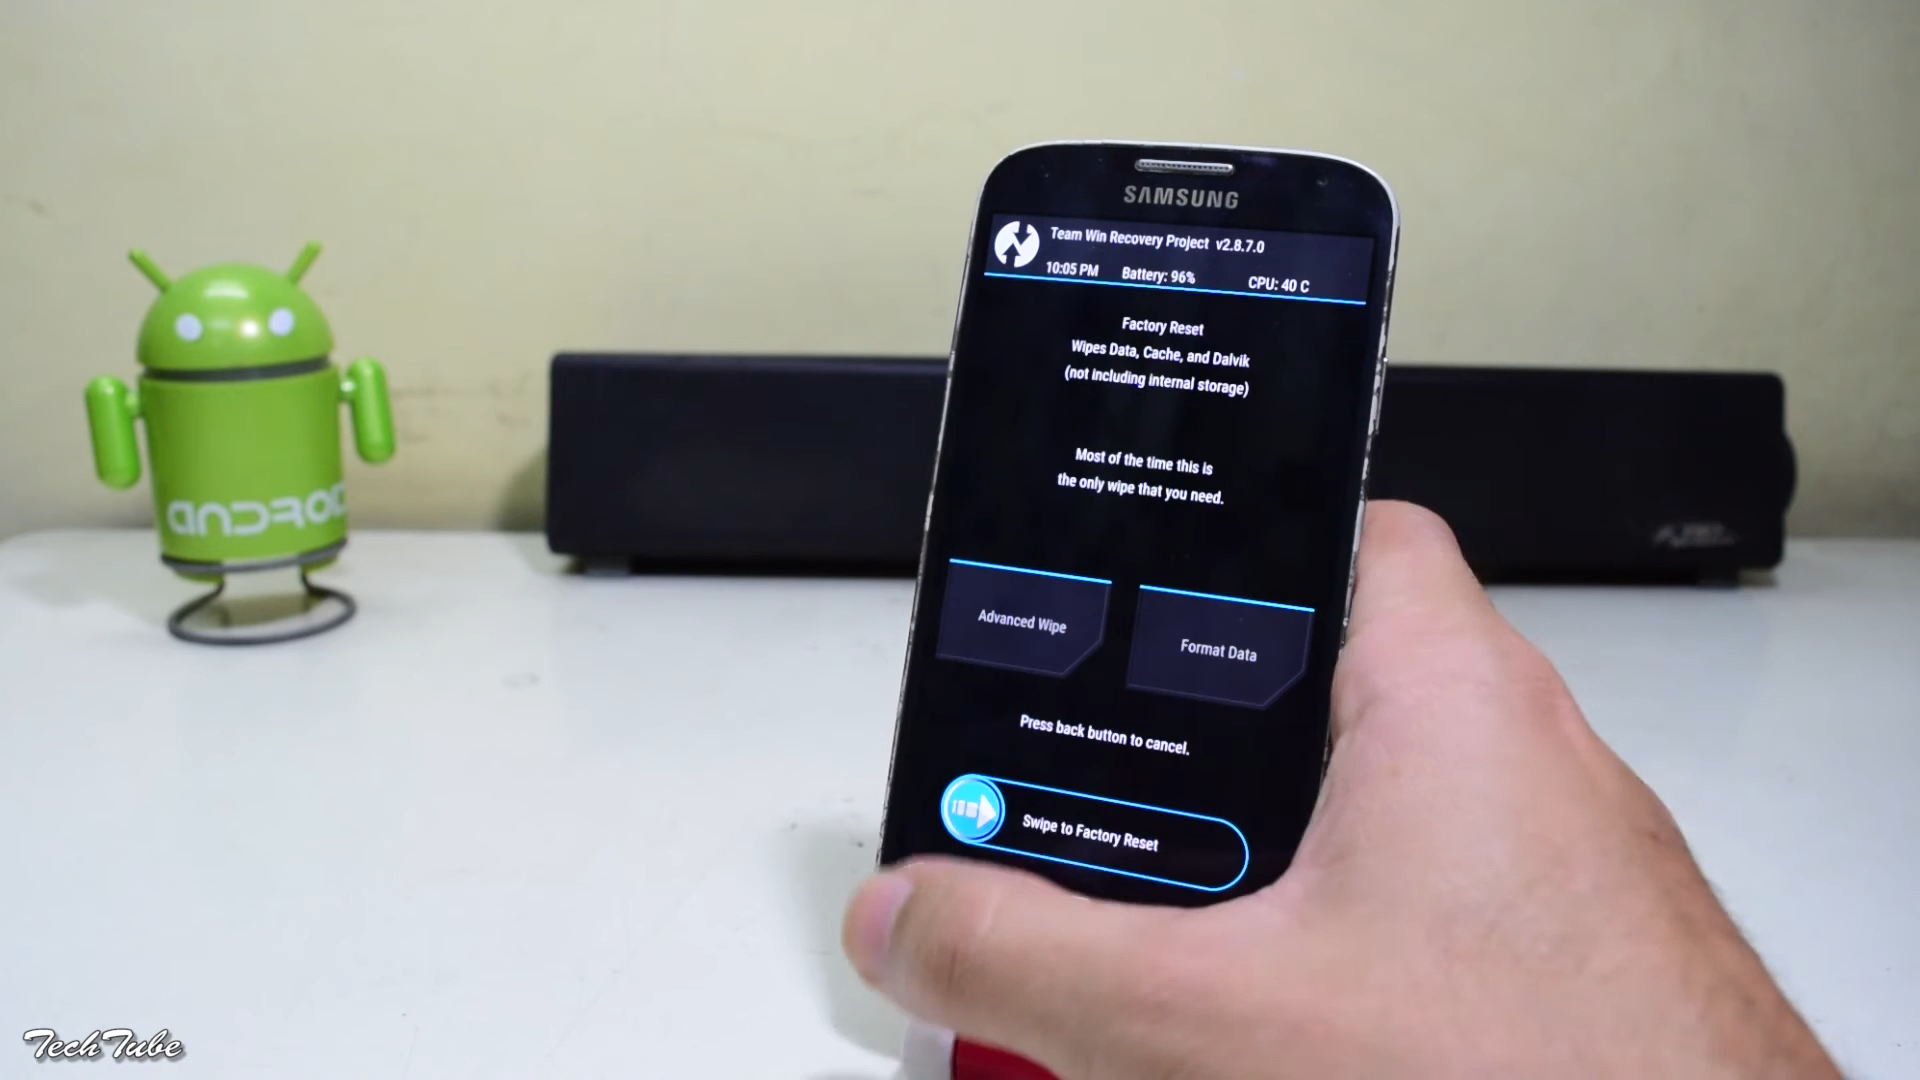 SAMSUNG
Team Win Recovery Project v2.8.7.0
10:05 PM Battery: 96% CPU: 40 C
Factory Reset
Wipes Data, Cache, and Dalvik
(not including internal storage)
Most of the time this is
the only wipe that you need.
Advanced Wipe
Format Data
Press back button to cancel.
Swipe to Factory Reset
ANDROID
TechTube